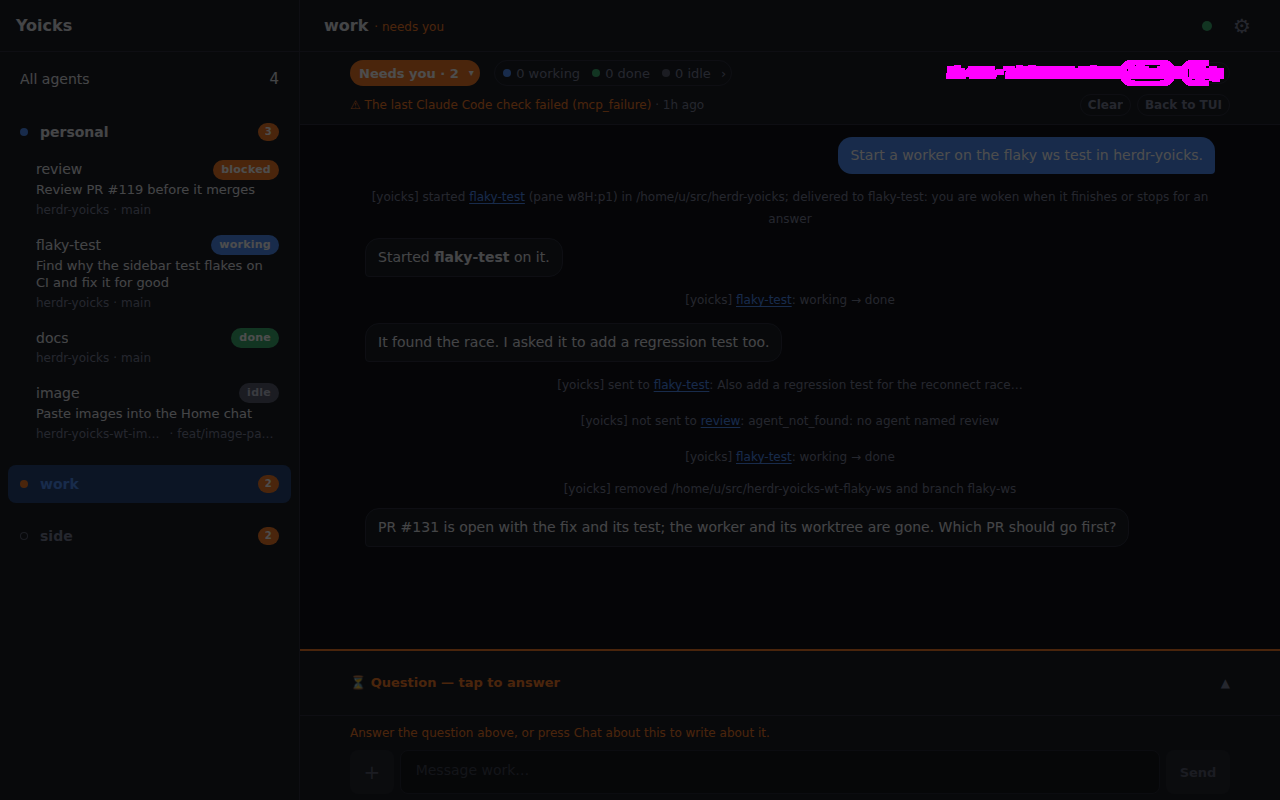 Yoicks
work · needs you
All agents 4
Needs you · 2 ▾
0 working 0 done 0 idle ›
⚠ The last Claude Code check failed (mcp_failure) · 1h ago
Clear
Back to TUI
personal 3
review blocked
Review PR #119 before it merges
herdr-yoicks · main
flaky-test working
Find why the sidebar test flakes on
CI and fix it for good
herdr-yoicks · main
docs done
herdr-yoicks · main
image idle
Paste images into the Home chat
herdr-yoicks-wt-im… · feat/image-pa…
work 2
side 2
Start a worker on the flaky ws test in herdr-yoicks.
[yoicks] started flaky-test (pane w8H:p1) in /home/u/src/herdr-yoicks; delivered to flaky-test: you are woken when it finishes or stops for an
answer
Started flaky-test on it.
[yoicks] flaky-test: working → done
It found the race. I asked it to add a regression test too.
[yoicks] sent to flaky-test: Also add a regression test for the reconnect race…
[yoicks] not sent to review: agent_not_found: no agent named review
[yoicks] flaky-test: working → done
[yoicks] removed /home/u/src/herdr-yoicks-wt-flaky-ws and branch flaky-ws
PR #131 is open with the fix and its test; the worker and its worktree are gone. Which PR should go first?
⏳ Question — tap to answer ▲
Answer the question above, or press Chat about this to write about it.
+
Message work…
Send